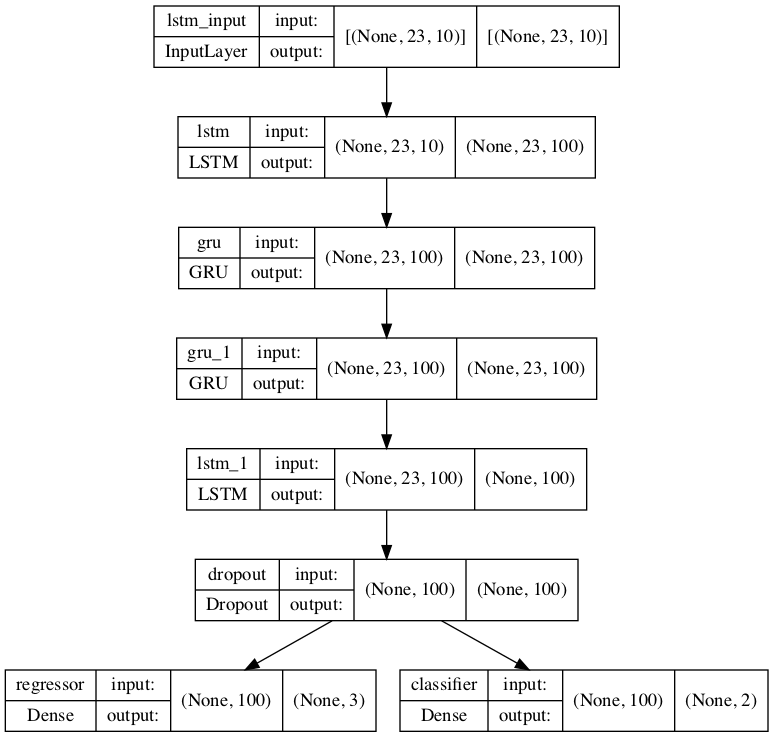 lstm_input input: [(None, 23, 10)] [(None, 23, 10)]
InputLayer output:
lstm input: (None, 23, 10) (None, 23, 100)
LSTM output:
gru input: (None, 23, 100) (None, 23, 100)
GRU output:
gru_1 input: (None, 23, 100) (None, 23, 100)
GRU output:
lstm_1 input: (None, 23, 100) (None, 100)
LSTM output:
dropout input: (None, 100) (None, 100)
Dropout output:
regressor input: (None, 100) (None, 3)
Dense output:
classifier input: (None, 100) (None, 2)
Dense output: